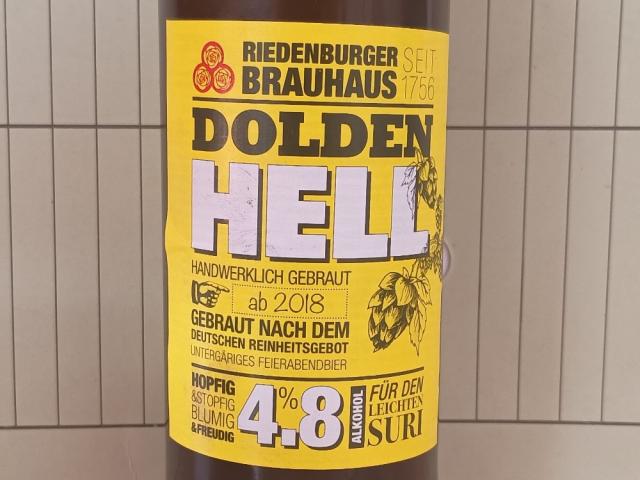 RIEDENBURGER
BRAUHAUS
SEIT
1756
DOLDEN
HELL
HANDWERKLICH GEBRAUT
ab 2018
GEBRAUT NACH DEM
DEUTSCHEN REINHEITSGEBOT
UNTERGÄRIGES FEIERABENDBIER
HOPFIG
&STOPFIG
BLUMIG
&FREUDIG
4.8%
ALKOHOL
FÜR DEN
LEICHTEN
SURI